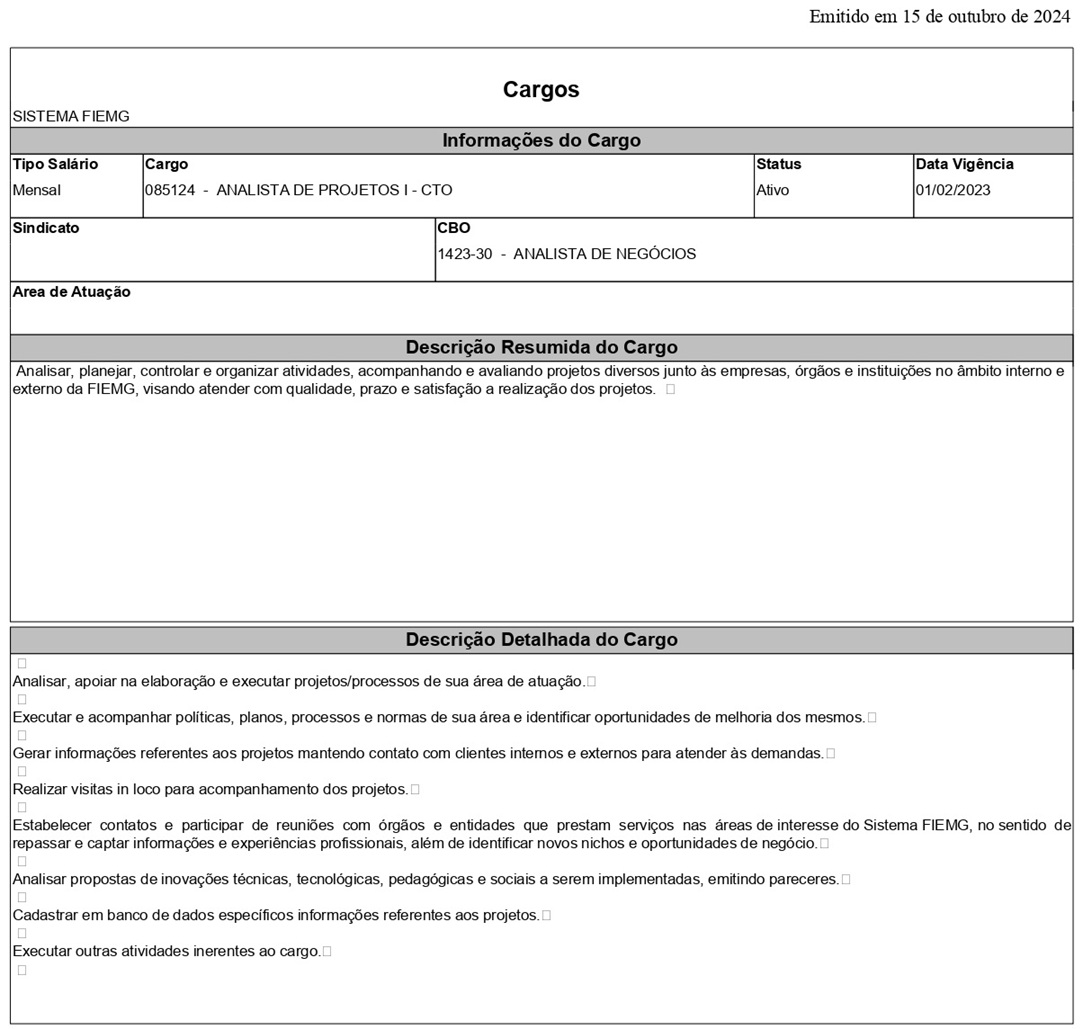 Emitido em 15 de outubro de 2024
Cargos
SISTEMA FIEMG
Informações do Cargo
Tipo Salário Cargo Status Data Vigência
Mensal 085124 - ANALISTA DE PROJETOS I - CTO Ativo 01/02/2023
Sindicato CBO
1423-30 - ANALISTA DE NEGÓCIOS
Area de Atuação
Descrição Resumida do Cargo
Analisar, planejar, controlar e organizar atividades, acompanhando e avaliando projetos diversos junto às empresas, órgãos e instituições no âmbito interno e
externo da FIEMG, visando atender com qualidade, prazo e satisfação a realização dos projetos.
Descrição Detalhada do Cargo
Analisar, apoiar na elaboração e executar projetos/processos de sua área de atuação.
Executar e acompanhar políticas, planos, processos e normas de sua área e identificar oportunidades de melhoria dos mesmos.
Gerar informações referentes aos projetos mantendo contato com clientes internos e externos para atender às demandas.
Realizar visitas in loco para acompanhamento dos projetos.
Estabelecer contatos e participar de reuniões com órgãos e entidades que prestam serviços nas áreas de interesse do Sistema FIEMG, no sentido de
repassar e captar informações e experiências profissionais, além de identificar novos nichos e oportunidades de negócio.
Analisar propostas de inovações técnicas, tecnológicas, pedagógicas e sociais a serem implementadas, emitindo pareceres.
Cadastrar em banco de dados específicos informações referentes aos projetos.
Executar outras atividades inerentes ao cargo.